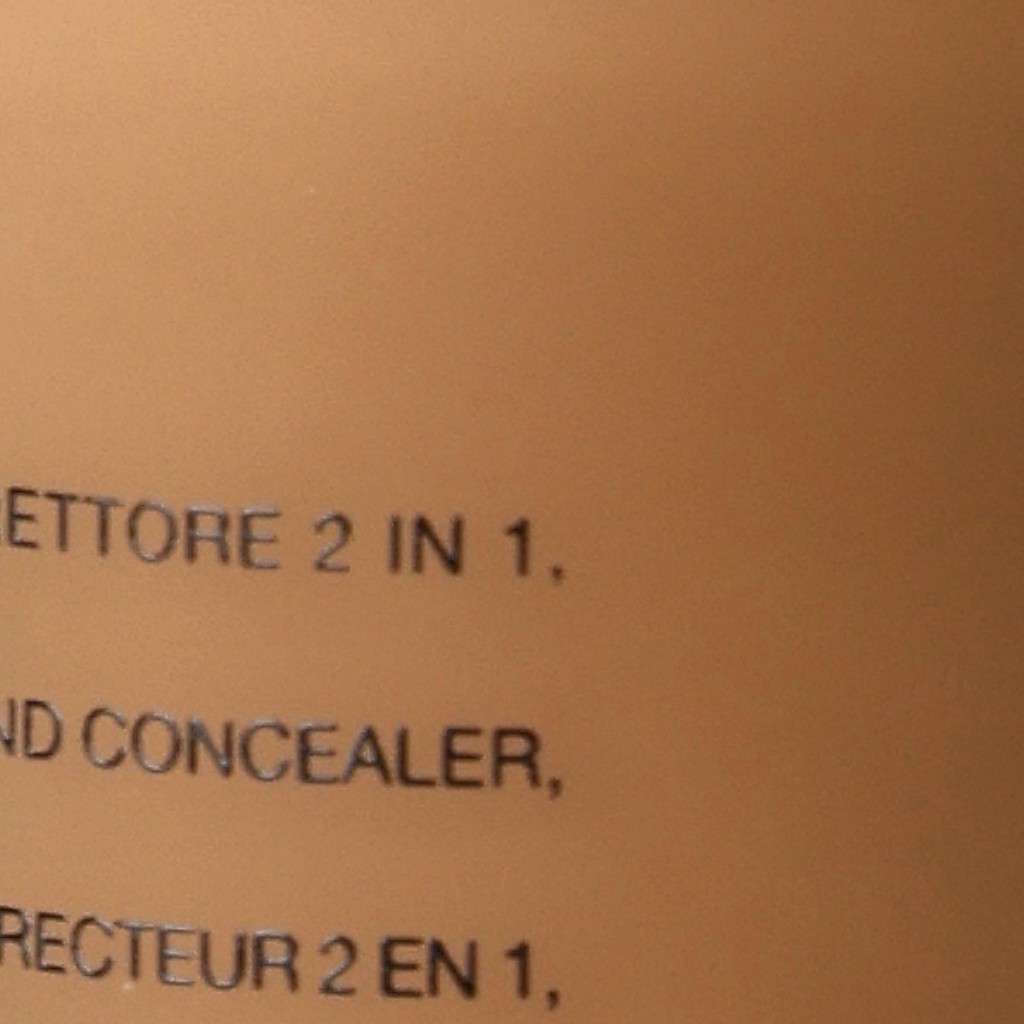 ETTORE 2 IN 1.
ND CONCEALER,
RECTEUR 2 EN 1,